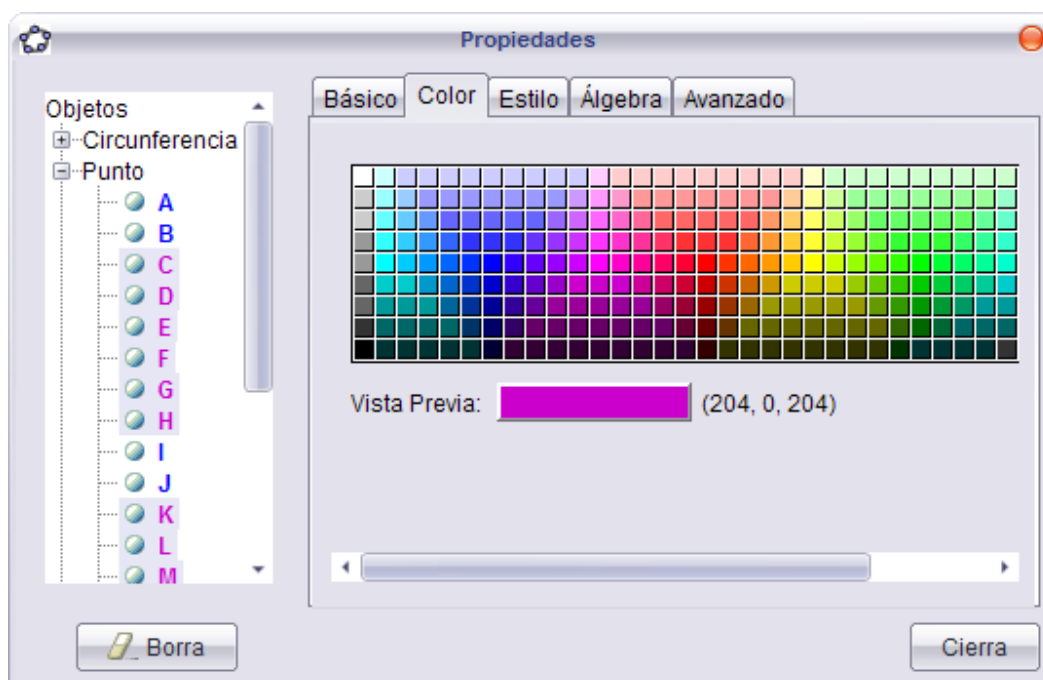 Propiedades
Objetos
Circunferencia
Punto
A
B
C
D
E
F
G
H
I
J
K
L
M
Básico Color Estilo Álgebra Avanzado
Vista Previa: (204, 0, 204)
Borra
Cierra